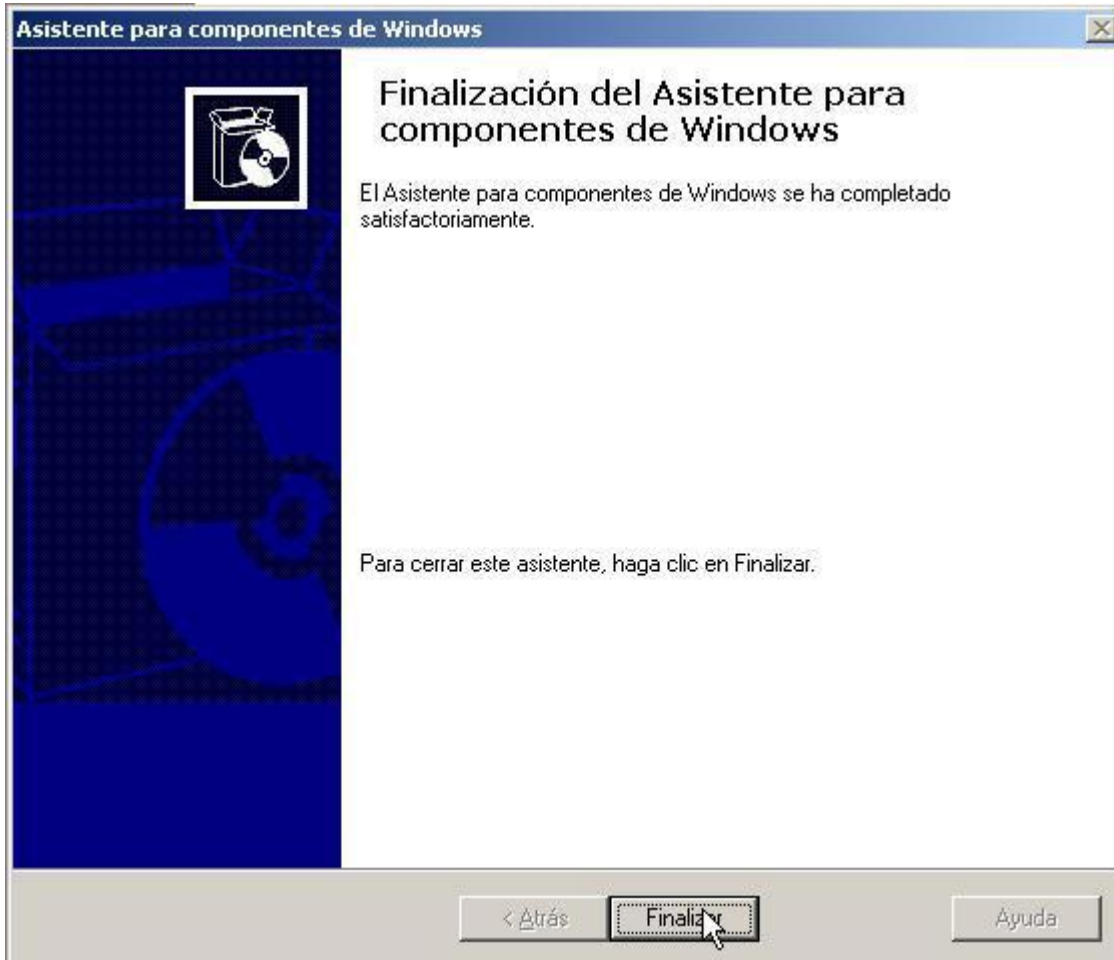 Asistente para componentes de Windows
Finalización del Asistente para
componentes de Windows
El Asistente para componentes de Windows se ha completado
satisfactoriamente.
Para cerrar este asistente, haga clic en Finalizar.
< Atrás
Finalizar
Ayuda